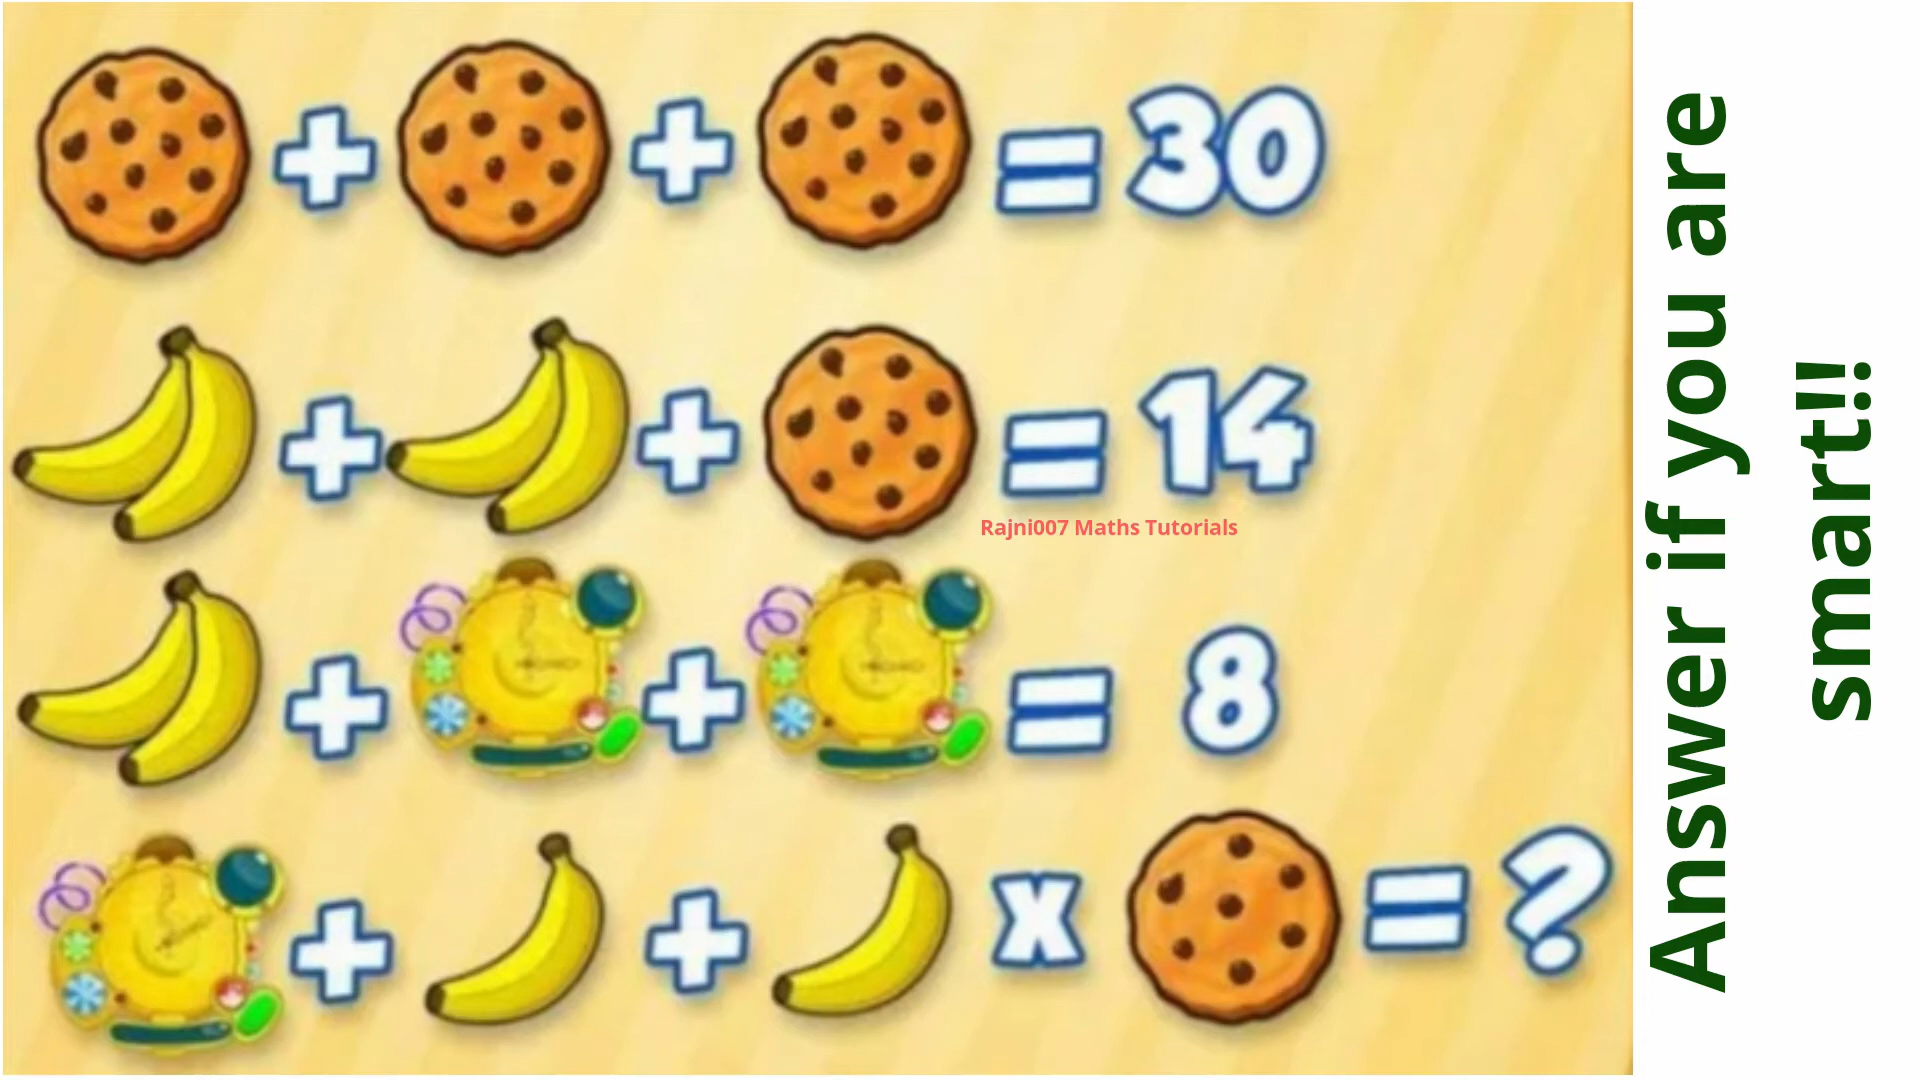 + + = 30
+ + = 14
Rajni007 Maths Tutorials
+ + = 8
+ + x = ?
Answer if you are
smart!!